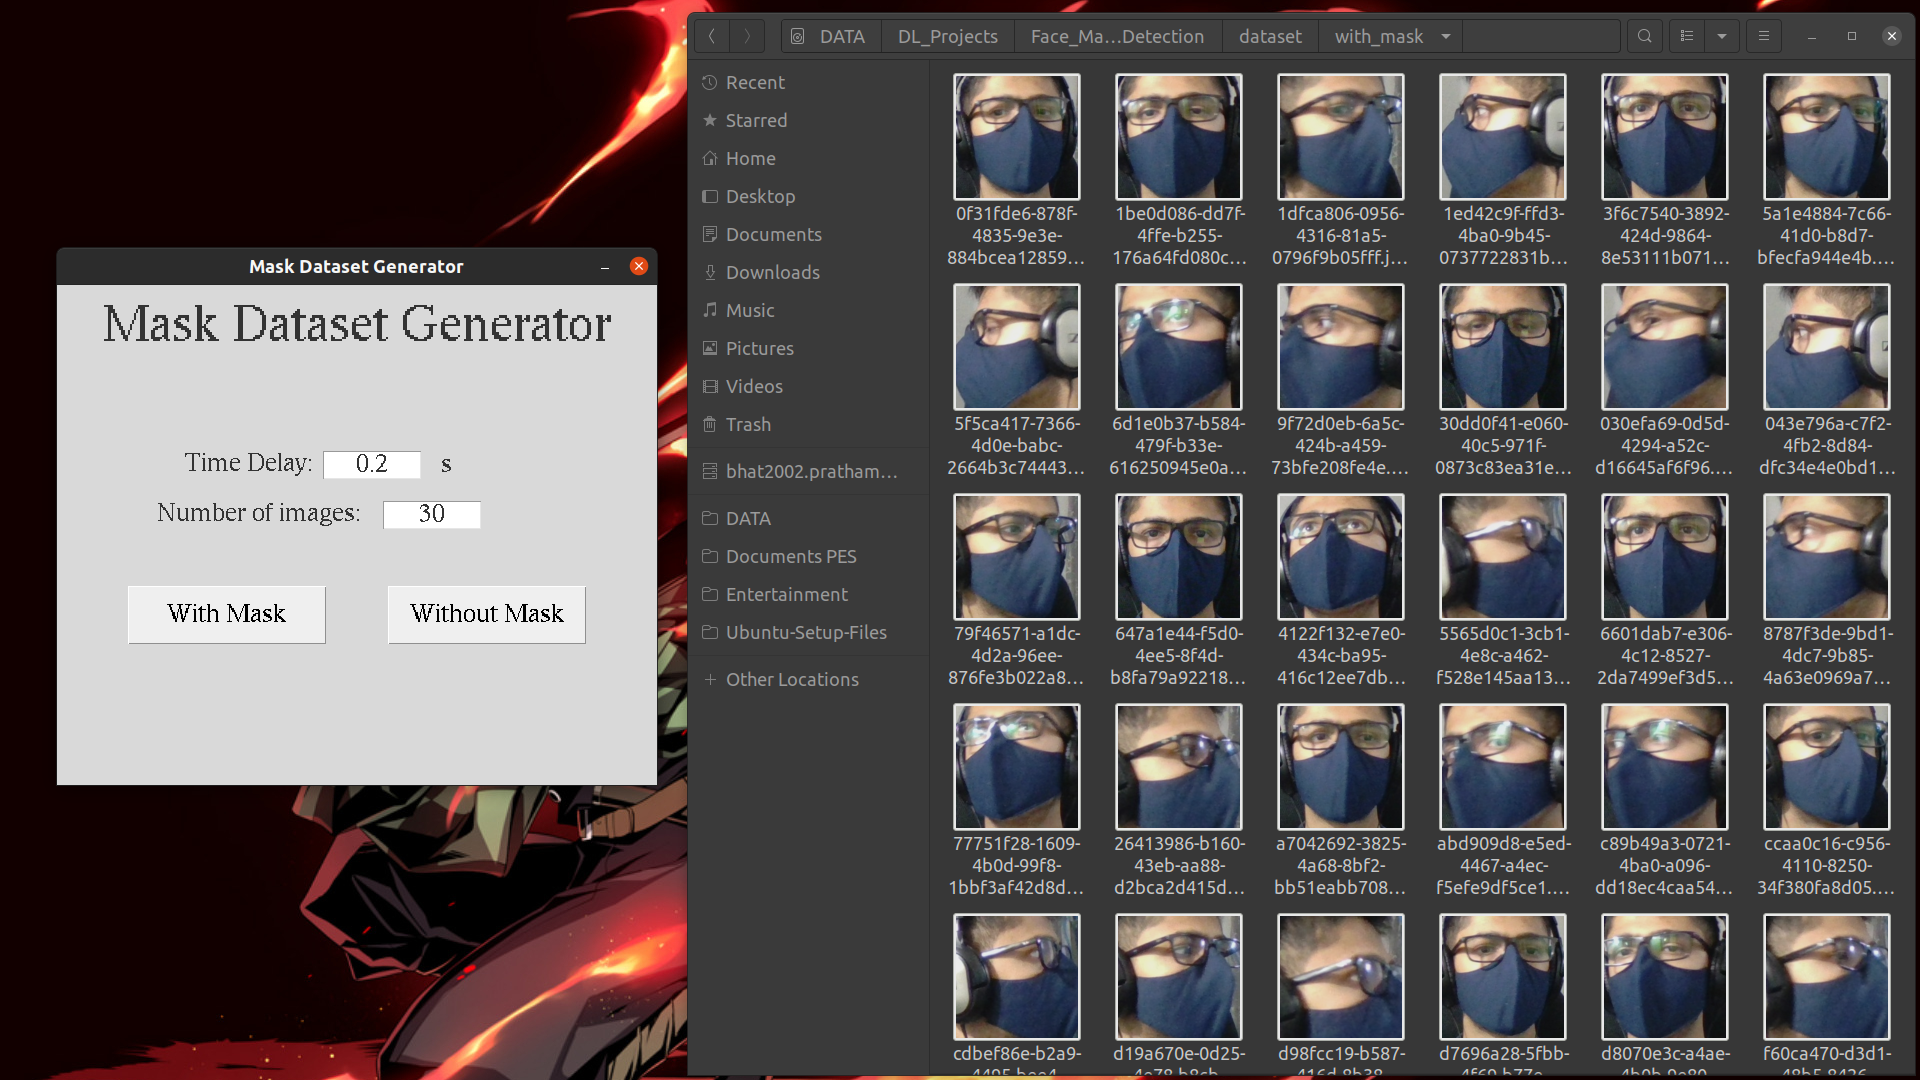 Mask Dataset Generator
Mask Dataset Generator
Time Delay: 0.2 s
Number of images: 30
With Mask Without Mask
DATA DL_Projects Face_Ma...Detection dataset with_mask
Recent
Starred
Home
Desktop
Documents
Downloads
Music
Pictures
Videos
Trash
bhat2002.pratham...
DATA
Documents PES
Entertainment
Ubuntu-Setup-Files
Other Locations
0f31fde6-878f- 1be0d086-dd7f- 1dfca806-0956- 1ed42c9f-ffd3- 3f6c7540-3892- 5a1e4884-7c66-
4835-9e3e- 4ffe-b255- 4316-81a5- 4ba0-9b45- 424d-9864- 41d0-b8d7-
884bcea12859... 176a64fd080c... 0796f9b05fff.j... 0737722831b... 8e53111b071... bfecfa944e4b....
5f5ca417-7366- 6d1e0b37-b584- 9f72d0eb-6a5c- 30dd0f41-e060- 030efa69-0d5d- 043e796a-c7f2-
4d0e-babc- 479f-b33e- 424b-a459- 40c5-971f- 4294-a52c- 4fb2-8d84-
2664b3c74443... 616250945e0a... 73bfe208fe4e.... 0873c83ea31e... d16645af6f96.... dfc34e4e0bd1...
79f46571-a1dc- 647a1e44-f5d0- 4122f132-e7e0- 5565d0c1-3cb1- 6601dab7-e306- 8787f3de-9bd1-
4d2a-96ee- 4ee5-8f4d- 434c-ba95- 4e8c-a462- 4c12-8527- 4dc7-9b85-
876fe3b022a8... b8fa79a92218... 416c12ee7db... f528e145aa13... 2da7499ef3d5... 4a63e0969a7...
77751f28-1609- 26413986-b160- a7042692-3825- abd909d8-e5ed- c89b49a3-0721- ccaa0c16-c956-
4b0d-99f8- 43eb-aa88- 4a68-8bf2- 4467-a4ec- 4ba0-a096- 4110-8250-
1bbf3af42d8d... d2bca2d415d... bb51eabb708... f5efe9df5ce1.... dd18ec4caa54... 34f380fa8d05....
cdbef86e-b2a9- d19a670e-0d25- d98fcc19-b587- d7696a28-5fbb- d8070e3c-a4ae- f60ca470-d3d1-